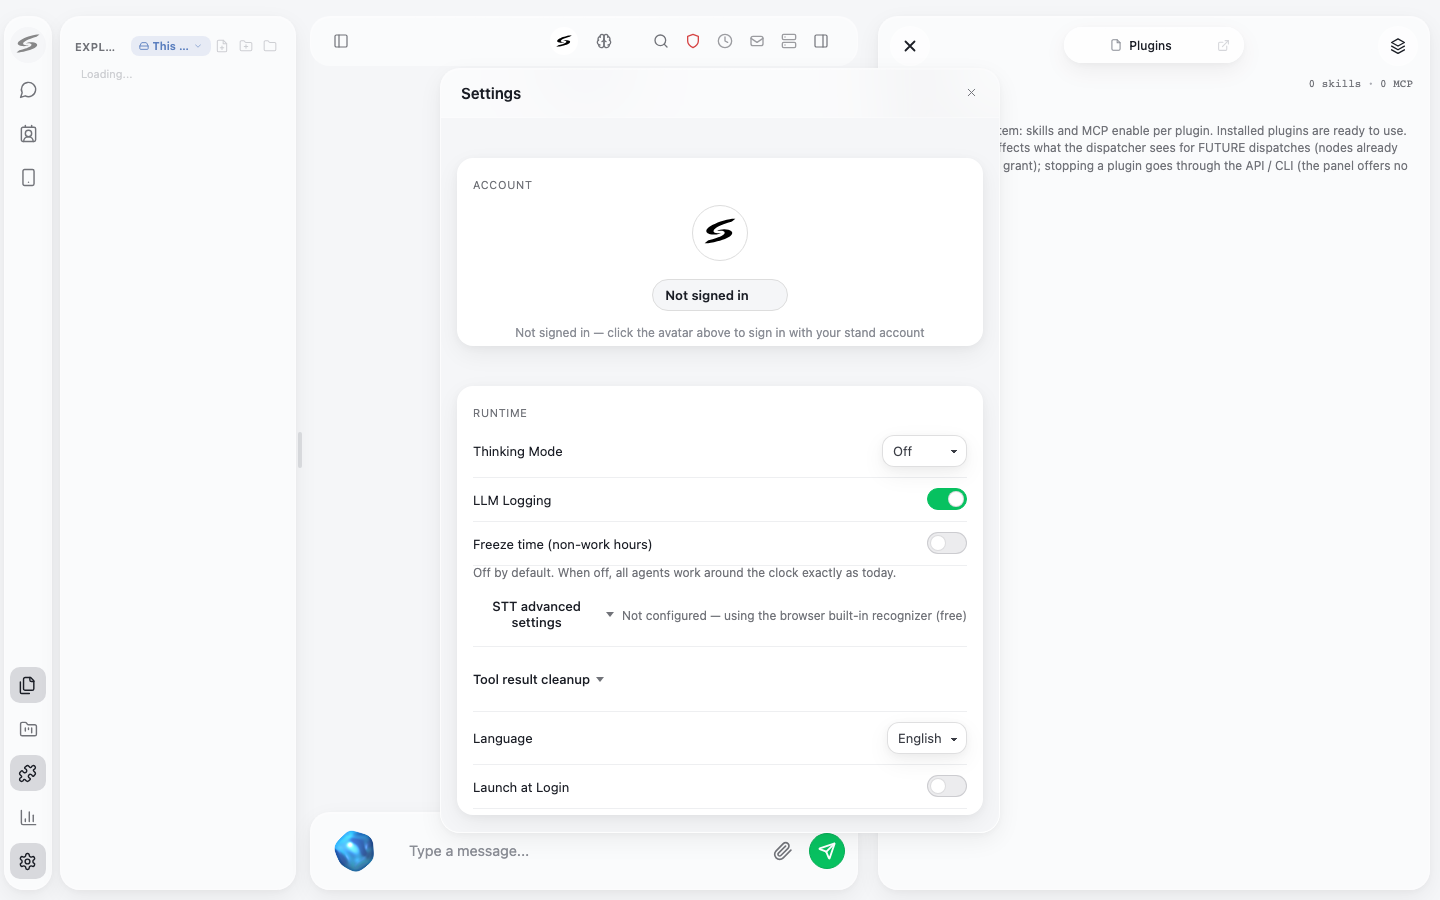 EXPL...
This ...
Loading...
Plugins
0 skills · 0 MCP
tem: skills and MCP enable per plugin. Installed plugins are ready to use.
ffects what the dispatcher sees for FUTURE dispatches (nodes already
grant); stopping a plugin goes through the API / CLI (the panel offers no
Settings
ACCOUNT
Not signed in
Not signed in — click the avatar above to sign in with your stand account
RUNTIME
Thinking Mode
Off
LLM Logging
Freeze time (non-work hours)
Off by default. When off, all agents work around the clock exactly as today.
STT advanced
settings
Not configured — using the browser built-in recognizer (free)
Tool result cleanup
Language
English
Launch at Login
Type a message...